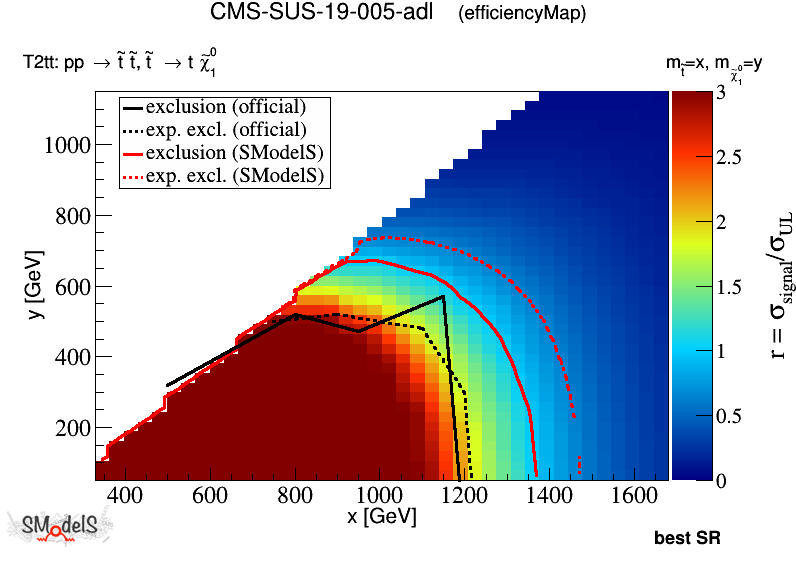 CMS-SUS-19-005-adl (efficiencyMap)
T2tt: pp → t̃ t̃, t̃ → t χ̃₁⁰
m_t̃=x, m_χ̃₁⁰=y
exclusion (official)
exp. excl. (official)
exclusion (SModelS)
exp. excl. (SModelS)
1000
800
600
400
200
y [GeV]
400 600 800 1000 1200 1400 1600
x [GeV]
3
2.5
2
1.5
1
0.5
0
r = σ_signal/σ_UL
SModelS
best SR